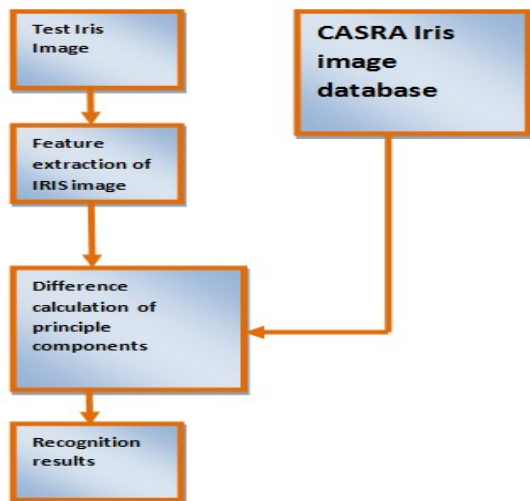 Test Iris
Image
CASRA Iris
image
database
Feature
extraction of
IRIS image
Difference
calculation of
principle
components
Recognition
results